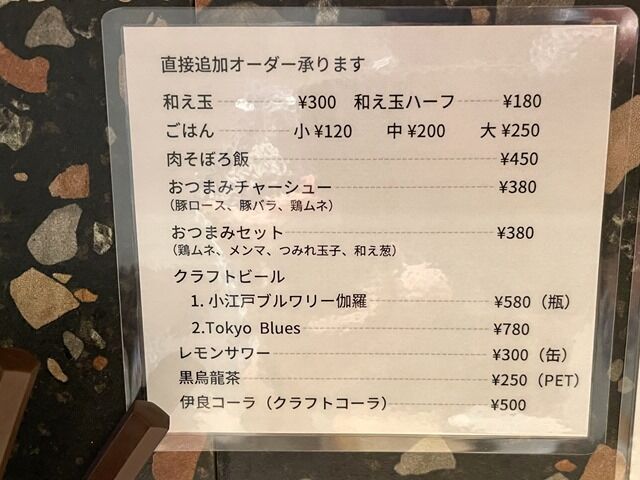 直接追加オーダー承ります
和え玉 ¥300 和え玉ハーフ ¥180
ごはん 小 ¥120 中 ¥200 大 ¥250
肉そぼろ飯 ¥450
おつまみチャーシュー ¥380
（豚ロース、豚バラ、鶏ムネ）
おつまみセット ¥380
（鶏ムネ、メンマ、つみれ玉子、和え葱）
クラフトビール
1. 小江戸ブルワリー伽羅 ¥580（瓶）
2.Tokyo Blues ¥780
レモンサワー ¥300（缶）
黒烏龍茶 ¥250（PET）
伊良コーラ（クラフトコーラ） ¥500